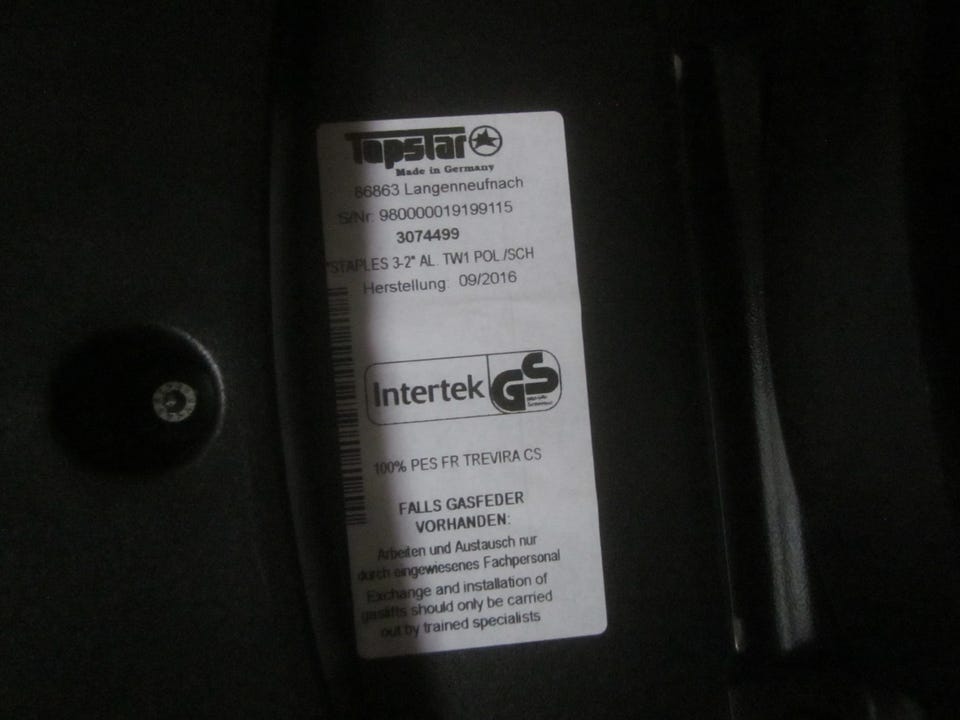 Topstar
Made in Germany
86863 Langenneufnach
S/Nr: 980000019199115
3074499
"STAPLES 3-2" AL. TW1 POL./SCH
Herstellung: 09/2016
Intertek GS
100% PES FR TREVIRA CS
FALLS GASFEDER
VORHANDEN:
Arbeiten und Austausch nur
durch eingewiesenes Fachpersonal
Exchange and installation of
gaslifts should only be carried
out by trained specialists